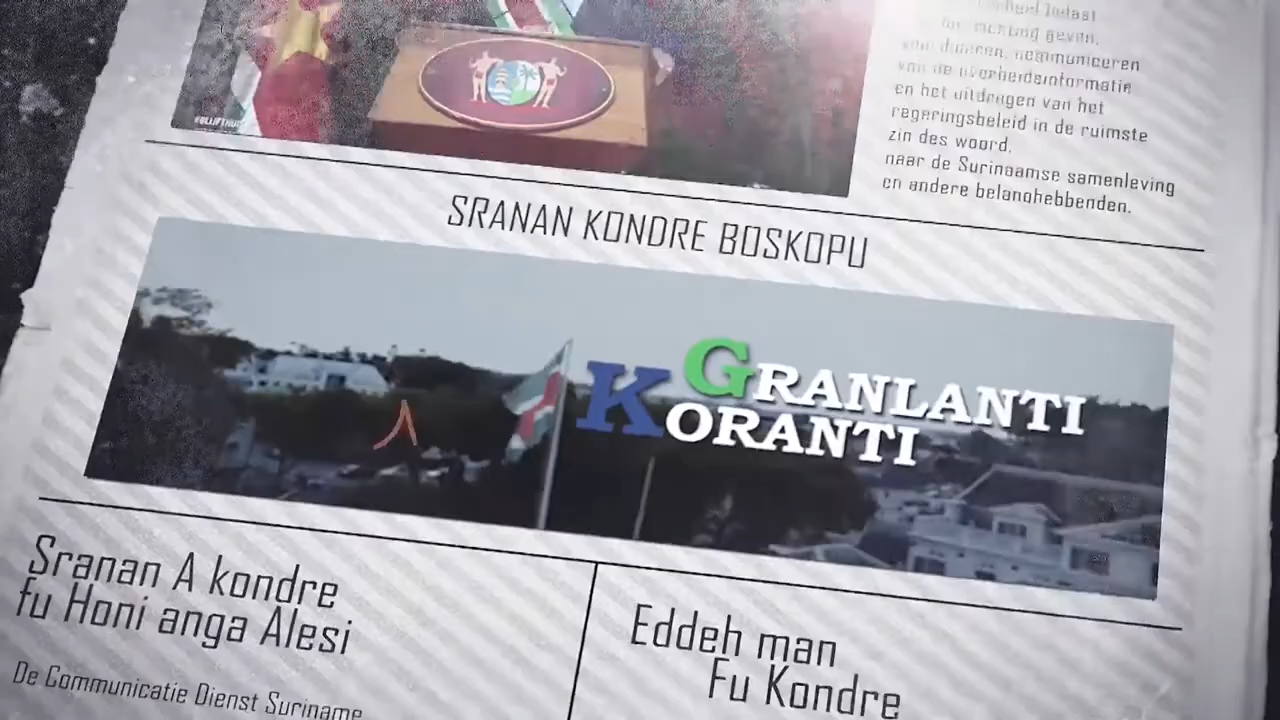 richting geven,
communiceren
van de overheidsinformatie
en het uitdragen van het
regeringsbeleid in de ruimste
zin des woord,
naar de Surinaamse samenleving
en andere belanghebbenden.
SRANAN KONDRE BOSKOPU
GRANLANTI
KORANTI
Sranan A kondre
fu Honi anga Alesi
De Communicatie Dienst Suriname
Eddeh man
Fu Kondre